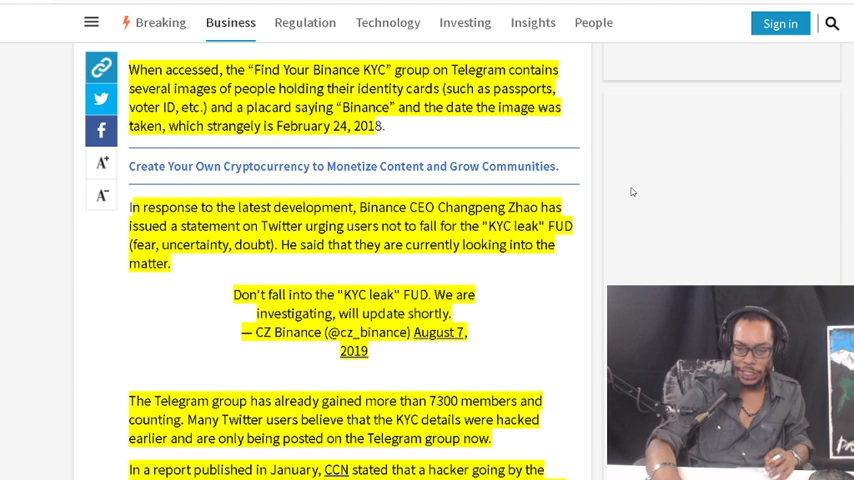 Breaking Business Regulation Technology Investing Insights People Sign in
When accessed, the “Find Your Binance KYC” group on Telegram contains
several images of people holding their identity cards (such as passports,
voter ID, etc.) and a placard saying “Binance” and the date the image was
taken, which strangely is February 24, 2018.
A+
Create Your Own Cryptocurrency to Monetize Content and Grow Communities.
A-
In response to the latest development, Binance CEO Changpeng Zhao has
issued a statement on Twitter urging users not to fall for the "KYC leak" FUD
(fear, uncertainty, doubt). He said that they are currently looking into the
matter.
Don't fall into the "KYC leak" FUD. We are
investigating, will update shortly.
— CZ Binance (@cz_binance) August 7,
2019
The Telegram group has already gained more than 7300 members and
counting. Many Twitter users believe that the KYC details were hacked
earlier and are only being posted on the Telegram group now.
In a report published in January, CCN stated that a hacker going by the